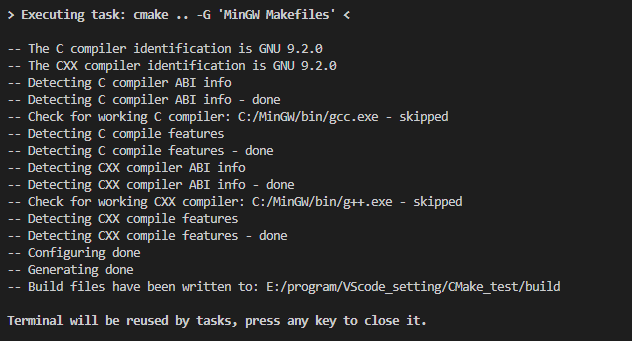 > Executing task: cmake .. -G 'MinGW Makefiles' <
-- The C compiler identification is GNU 9.2.0
-- The CXX compiler identification is GNU 9.2.0
-- Detecting C compiler ABI info
-- Detecting C compiler ABI info - done
-- Check for working C compiler: C:/MinGW/bin/gcc.exe - skipped
-- Detecting C compile features
-- Detecting C compile features - done
-- Detecting CXX compiler ABI info
-- Detecting CXX compiler ABI info - done
-- Check for working CXX compiler: C:/MinGW/bin/g++.exe - skipped
-- Detecting CXX compile features
-- Detecting CXX compile features - done
-- Configuring done
-- Generating done
-- Build files have been written to: E:/program/VScode_setting/CMake_test/build
Terminal will be reused by tasks, press any key to close it.